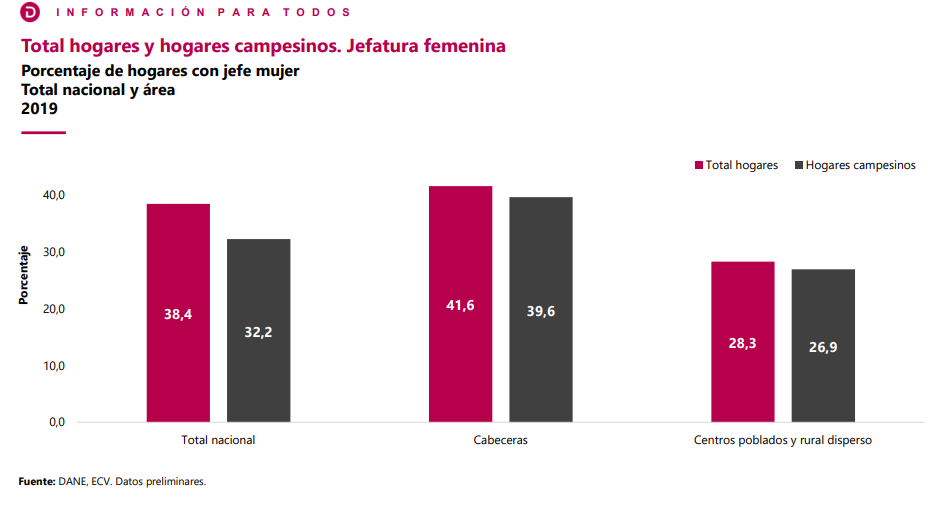 D INFORMACIÓN PARA TODOS
Total hogares y hogares campesinos. Jefatura femenina
Porcentaje de hogares con jefe mujer
Total nacional y área
2019
Total hogares Hogares campesinos
Porcentaje
40,0
30,0
20,0
10,0
0,0
38,4
32,2
41,6
39,6
28,3
26,9
Total nacional
Cabeceras
Centros poblados y rural disperso
Fuente: DANE, ECV. Datos preliminares.